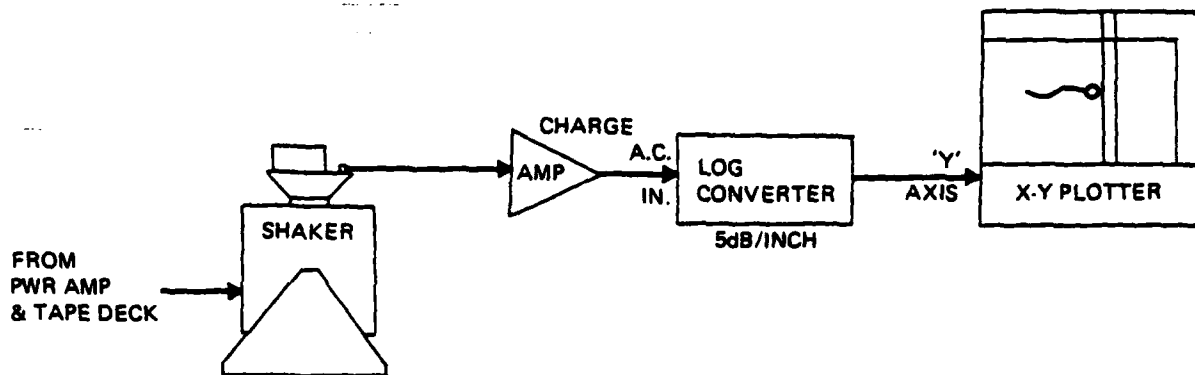 FROM
PWR AMP
& TAPE DECK
SHAKER
CHARGE
AMP
A.C.
IN.
LOG
CONVERTER
5dB/INCH
'Y'
AXIS
X-Y PLOTTER